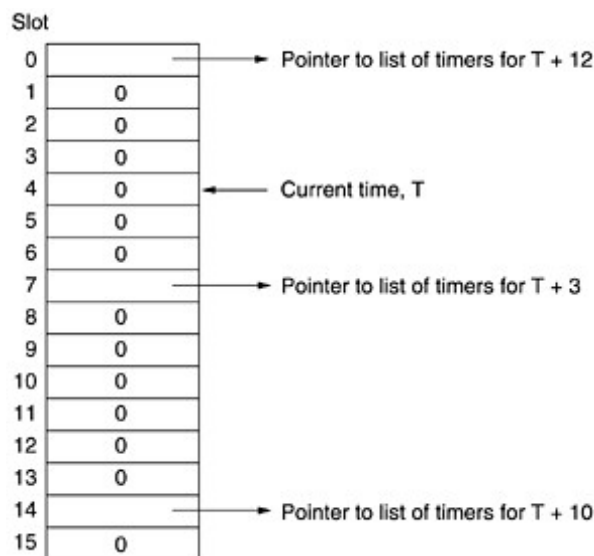 Slot
0 Pointer to list of timers for T + 12
1 0
2 0
3 0
4 0 Current time, T
5 0
6 0
7 Pointer to list of timers for T + 3
8 0
9 0
10 0
11 0
12 0
13 0
14 Pointer to list of timers for T + 10
15 0